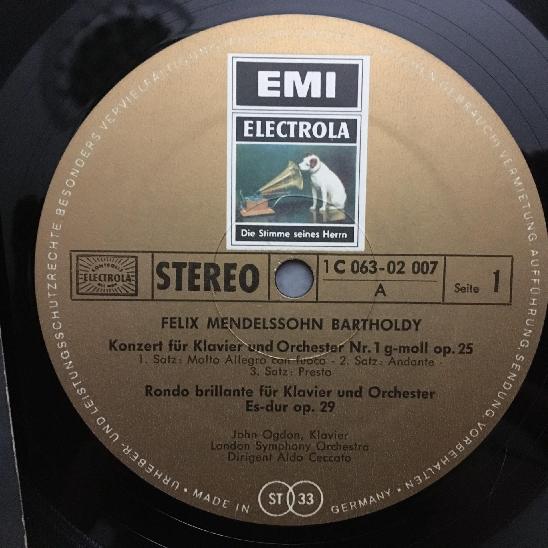 EMI
ELECTROLA
Die Stimme seines Herrn
ELECTROLA
STEREO
1 C 063-02 007
A
Seite 1
FELIX MENDELSSOHN BARTHOLDY
Konzert für Klavier und Orchester Nr. 1 g-moll op. 25
1. Satz: Molto Allegro con fuoco - 2. Satz: Andante -
3. Satz: Presto
Rondo brillante für Klavier und Orchester
Es-dur op. 29
John Ogdon, Klavier
London Symphony Orchestra
Dirigent Aldo Ceccato
URHEBER- UND LEISTUNGSSCHUTZRECHTE BESONDERS VERVIELFÄLTIGUNG, GEBRAUCH) VERMIETUNG AUFFÜHRUNG SENDUNG VORBEHALTEN •
• MADE IN GERMANY •
ST 33